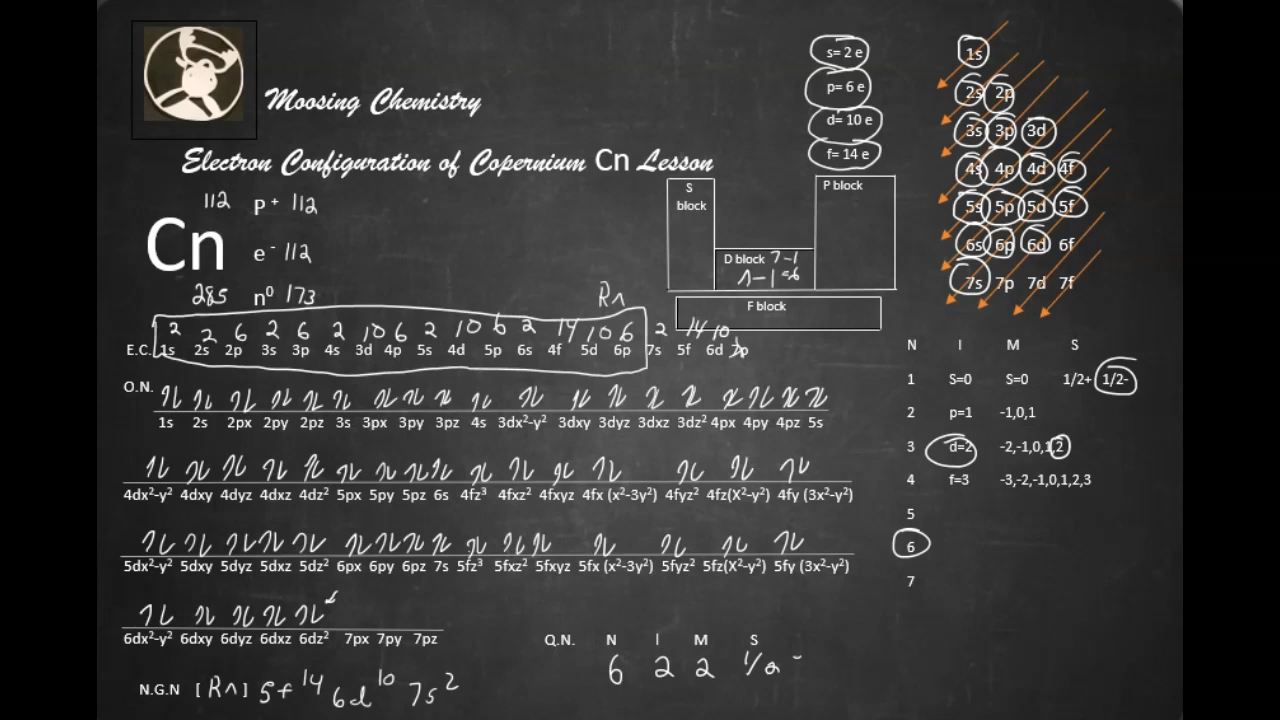 Moosing Chemistry
Electron Configuration of Copernium Cn Lesson
112 p+ 112
Cn
e- 112
285 n⁰ 173
s= 2 e
p= 6 e
d= 10 e
f= 14 e
S block
P block
D block 7-1
n-1 =6
F block
1s
2s 2p
3s 3p 3d
4s 4p 4d 4f
5s 5p 5d 5f
6s 6p 6d 6f
7s 7p 7d 7f
Rn
2 2 6 2 6 2 10 6 2 10 6 2 14 10 6 2 14 10
E.C. 1s 2s 2p 3s 3p 4s 3d 4p 5s 4d 5p 6s 4f 5d 6p 7s 5f 6d 7p
O.N.
1s 2s 2px 2py 2pz 3s 3px 3py 3pz 4s 3dx²-y² 3dxy 3dyz 3dxz 3dz² 4px 4py 4pz 5s
4dx²-y² 4dxy 4dyz 4dxz 4dz² 5px 5py 5pz 6s 4fz³ 4fxz² 4fxyz 4fx (x²-3y²) 4fyz² 4fz(X²-y²) 4fy (3x²-y²)
5dx²-y² 5dxy 5dyz 5dxz 5dz² 6px 6py 6pz 7s 5fz³ 5fxz² 5fxyz 5fx (x²-3y²) 5fyz² 5fz(X²-y²) 5fy (3x²-y²)
6dx²-y² 6dxy 6dyz 6dxz 6dz² 7px 7py 7pz
N.G.N [ Rn ] 5f¹⁴ 6d¹⁰ 7s²
N I M S
1 S=0 S=0 1/2+ 1/2-
2 p=1 -1,0,1
3 d=2 -2,-1,0,1,2
4 f=3 -3,-2,-1,0,1,2,3
5
6
7
Q.N. N I M S
6 2 2 1/2 -